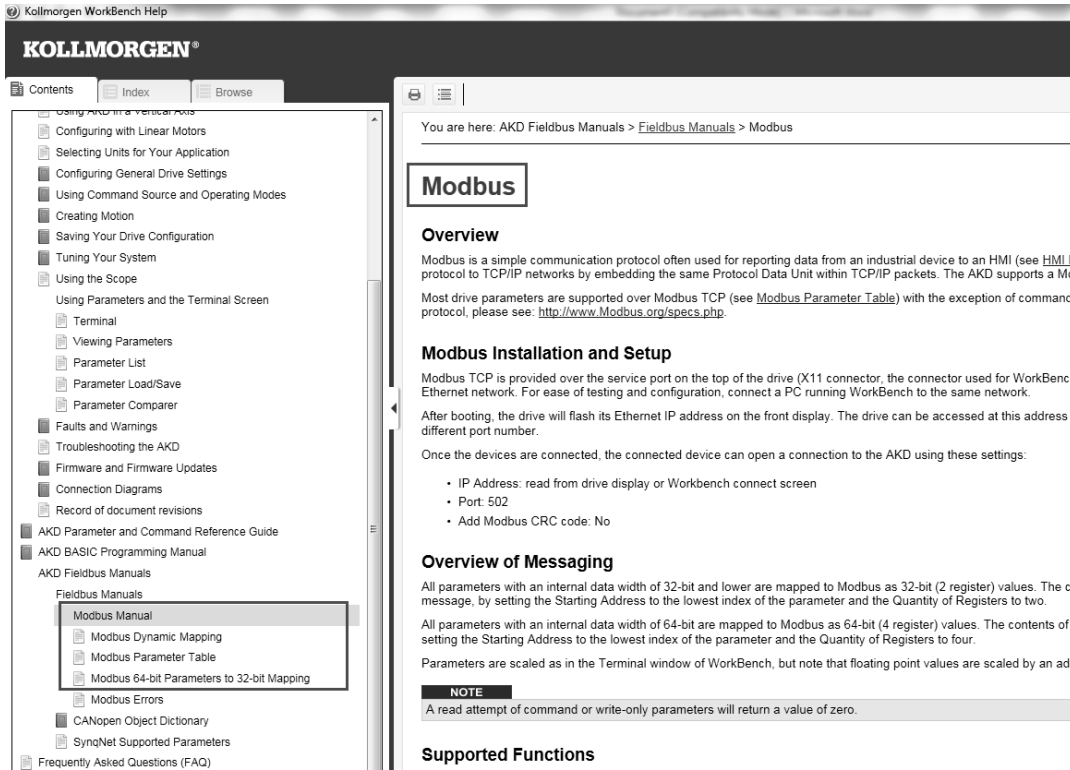 Kollmorgen WorkBench Help
KOLLMORGEN®
Contents
Index
Browse
Using AKD in a Vertical Axis
Configuring with Linear Motors
Selecting Units for Your Application
Configuring General Drive Settings
Using Command Source and Operating Modes
Creating Motion
Saving Your Drive Configuration
Tuning Your System
Using the Scope
Using Parameters and the Terminal Screen
Terminal
Viewing Parameters
Parameter List
Parameter Load/Save
Parameter Comparer
Faults and Warnings
Troubleshooting the AKD
Firmware and Firmware Updates
Connection Diagrams
Record of document revisions
AKD Parameter and Command Reference Guide
AKD BASIC Programming Manual
AKD Fieldbus Manuals
Fieldbus Manuals
Modbus Manual
Modbus Dynamic Mapping
Modbus Parameter Table
Modbus 64-bit Parameters to 32-bit Mapping
Modbus Errors
CANopen Object Dictionary
SynqNet Supported Parameters
Frequently Asked Questions (FAQ)
You are here: AKD Fieldbus Manuals > Fieldbus Manuals > Modbus
Modbus
Overview
Modbus is a simple communication protocol often used for reporting data from an industrial device to an HMI (see HMI
protocol to TCP/IP networks by embedding the same Protocol Data Unit within TCP/IP packets. The AKD supports a
Most drive parameters are supported over Modbus TCP (see Modbus Parameter Table) with the exception of command
protocol, please see: http://www.Modbus.org/specs.php.
Modbus Installation and Setup
Modbus TCP is provided over the service port on the top of the drive (X11 connector, the connector used for WorkBenc
Ethernet network. For ease of testing and configuration, connect a PC running WorkBench to the same network.
After booting, the drive will flash its Ethernet IP address on the front display. The drive can be accessed at this address
different port number.
Once the devices are connected, the connected device can open a connection to the AKD using these settings:
• IP Address: read from drive display or Workbench connect screen
• Port: 502
• Add Modbus CRC code: No
Overview of Messaging
All parameters with an internal data width of 32-bit and lower are mapped to Modbus as 32-bit (2 register) values. The
message, by setting the Starting Address to the lowest index of the parameter and the Quantity of Registers to two.
All parameters with an internal data width of 64-bit are mapped to Modbus as 64-bit (4 register) values. The contents of
setting the Starting Address to the lowest index of the parameter and the Quantity of Registers to four.
Parameters are scaled as in the Terminal window of WorkBench, but note that floating point values are scaled by an ad
NOTE
A read attempt of command or write-only parameters will return a value of zero.
Supported Functions